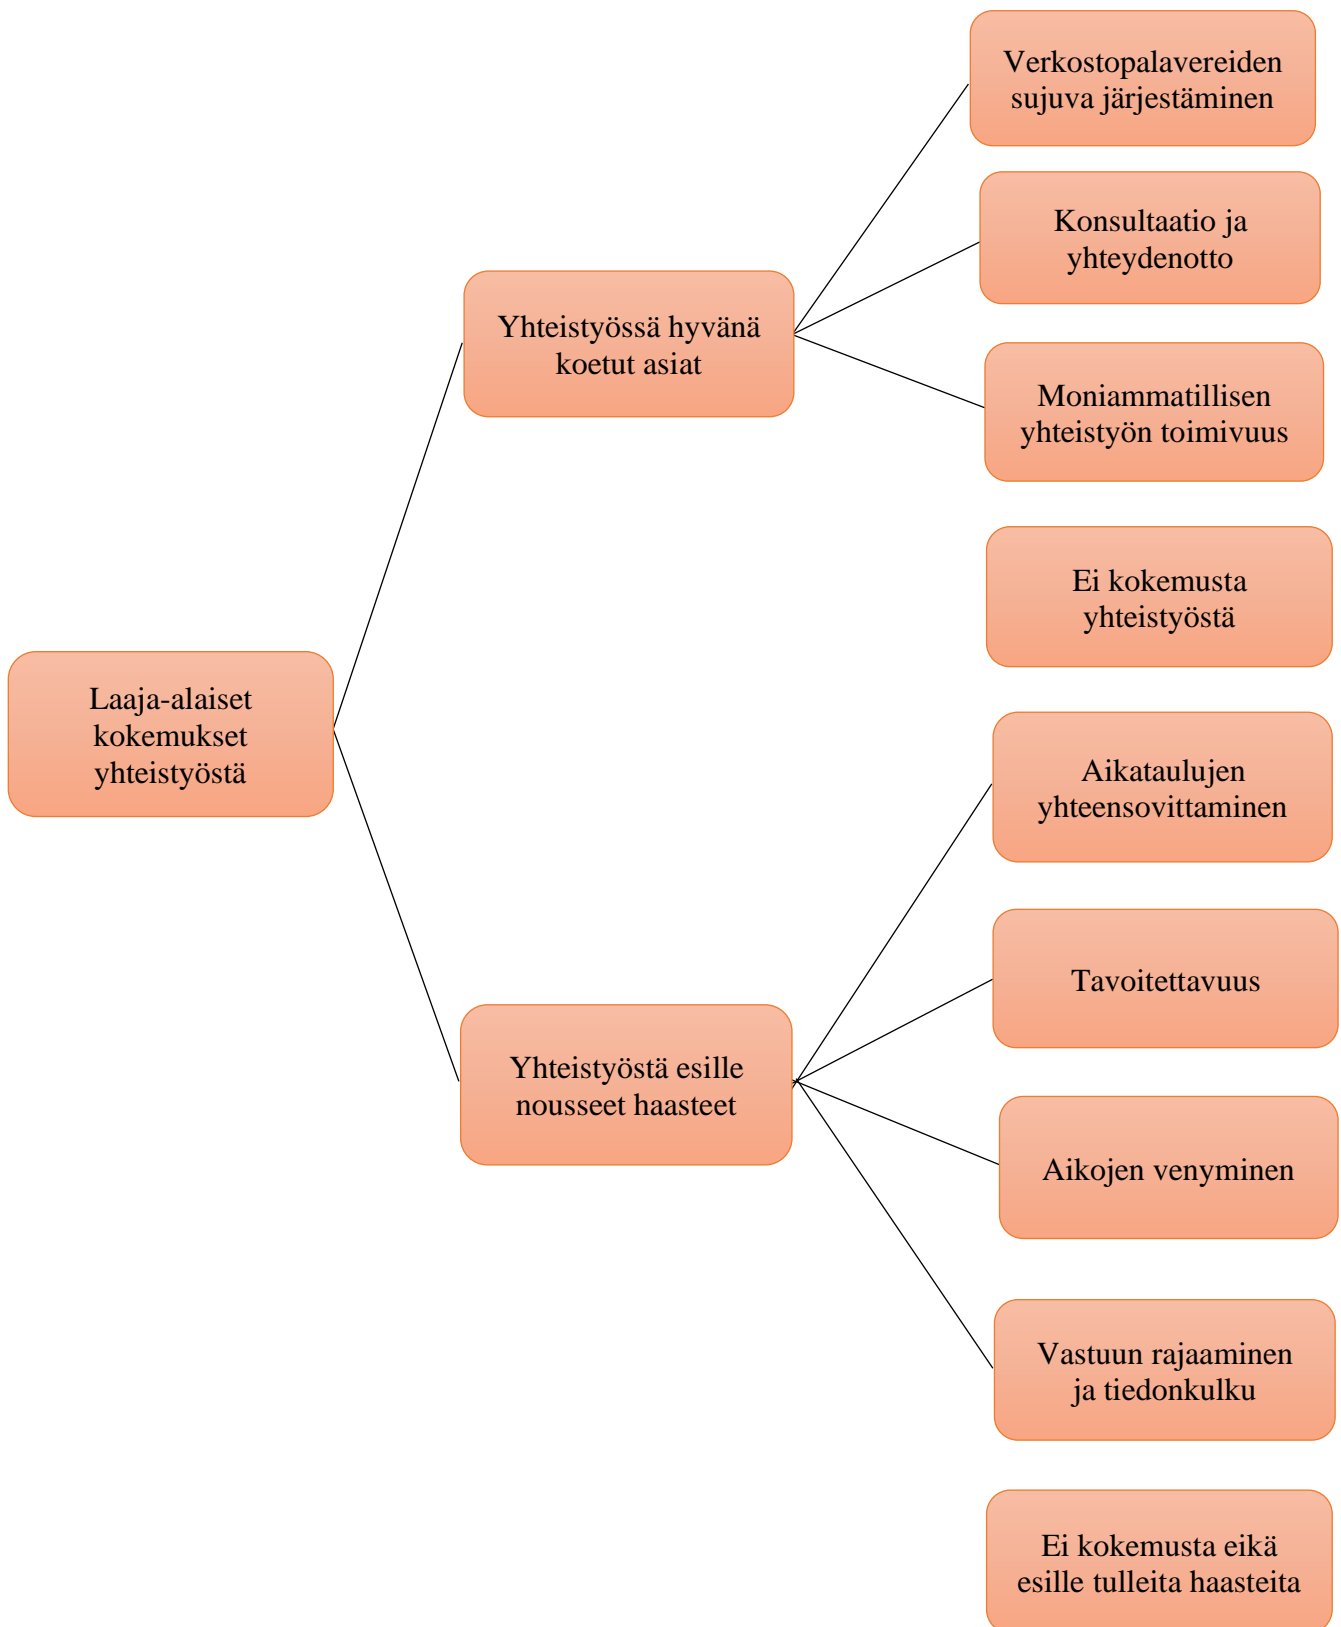 Verkostopalavereiden
sujuva järjestäminen
Konsultaatio ja
yhteydenotto
Yhteistyössä hyvänä
koetut asiat
Moniammatillisen
yhteistyön toimivuus
Ei kokemusta
yhteistyöstä
Laaja-alaiset
kokemukset
yhteistyöstä
Aikataulujen
yhteensovittaminen
Tavoitettavuus
Yhteistyöstä esille
nousseet haasteet
Aikojen venyminen
Vastuun rajaaminen
ja tiedonkulku
Ei kokemusta eikä
esille tulleita haasteita